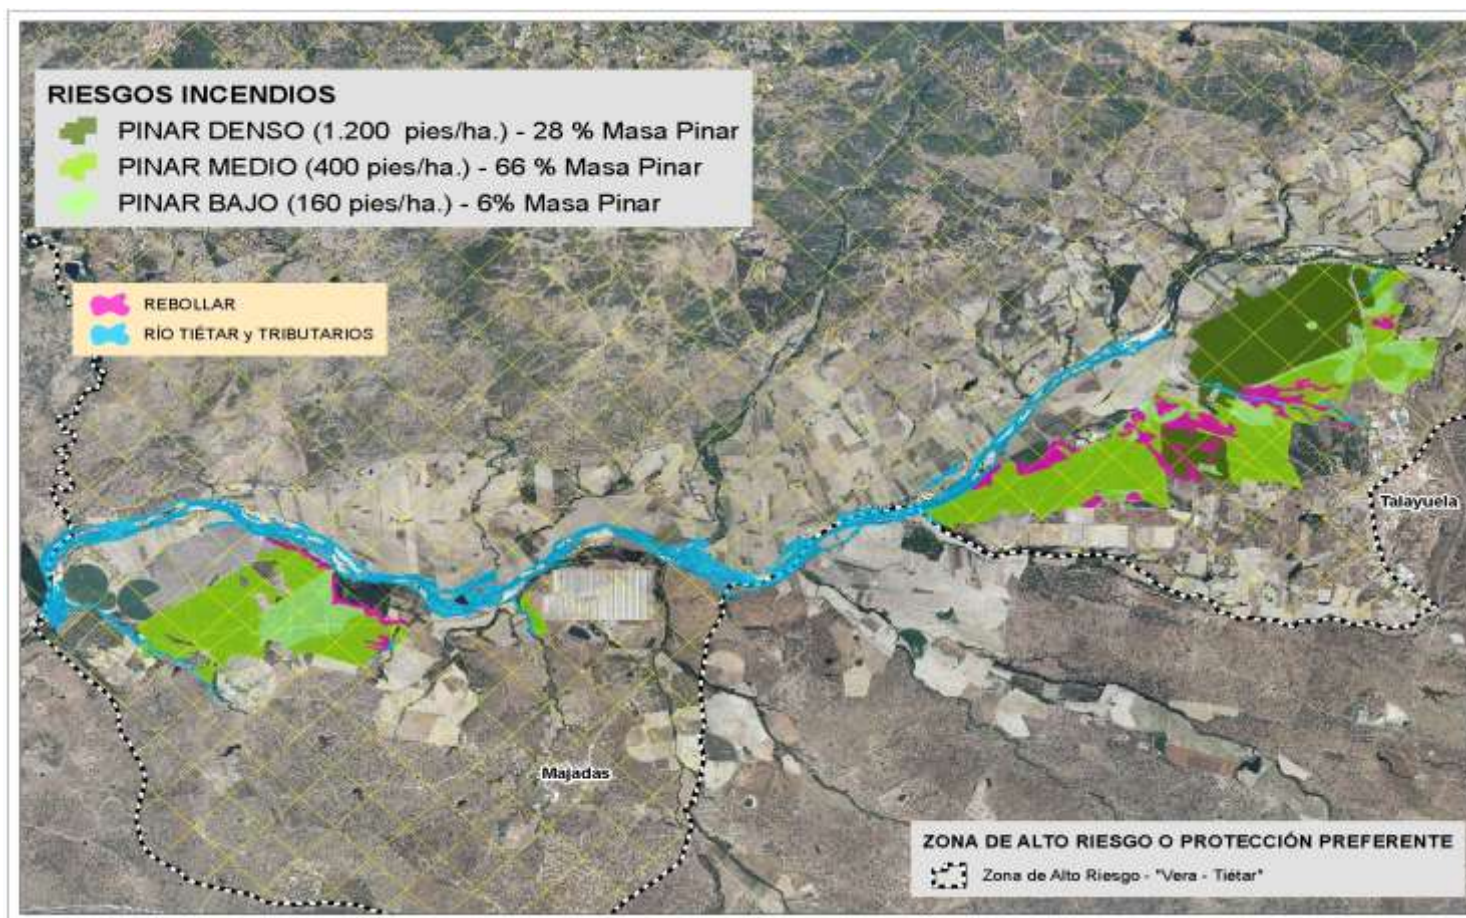 RIESGOS INCENDIOS
PINAR DENSO (1.200 pies/ha.) - 28 % Masa Pinar
PINAR MEDIO (400 pies/ha.) - 66 % Masa Pinar
PINAR BAJO (160 pies/ha.) - 6% Masa Pinar
REBOLLAR
RÍO TIÉTAR y TRIBUTARIOS
Talayuela
Majadas
ZONA DE ALTO RIESGO O PROTECCIÓN PREFERENTE
Zona de Alto Riesgo - "Vera - Tiétar"